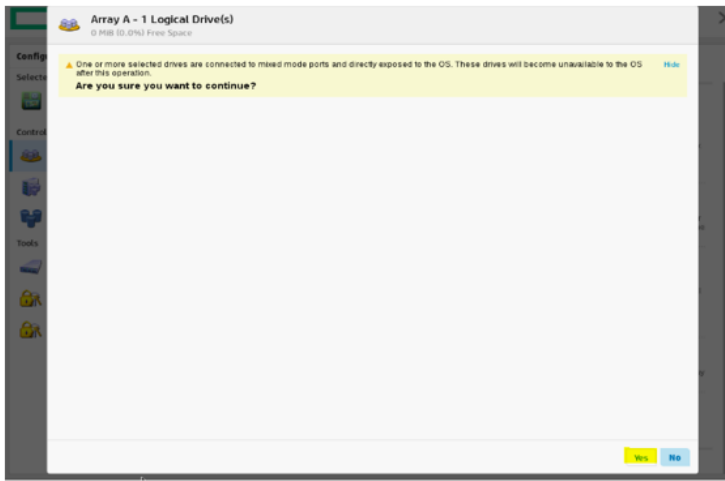 Array A - 1 Logical Drive(s)
0 MiB (0.0%) Free Space
Config
Selecte
One or more selected drives are connected to mixed mode ports and directly exposed to the OS. These drives will become unavailable to the OS
after this operation.
Hide
Are you sure you want to continue?
Control
Tools
Yes
No